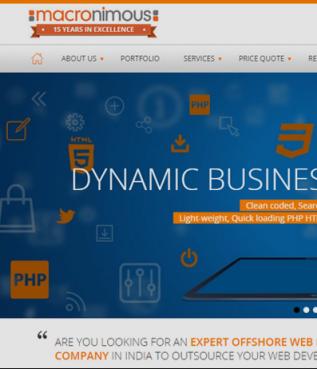 macronimous
15 YEARS IN EXCELLENCE
ABOUT US PORTFOLIO SERVICES PRICE QUOTE RE
PHP
HTML
5
DYNAMIC BUSINES
Clean coded, Sear
Light-weight, Quick loading PHP HT
PHP
“ ARE YOU LOOKING FOR AN EXPERT OFFSHORE WEB
COMPANY IN INDIA TO OUTSOURCE YOUR WEB DEVE